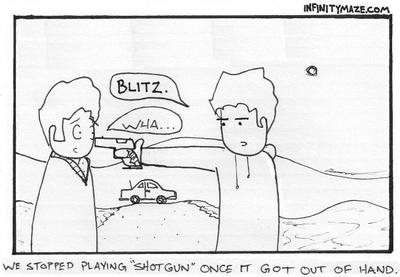 INFINITYMAZE.COM
BLITZ.
WHA...
WE STOPPED PLAYING "SHOTGUN" ONCE IT GOT OUT OF HAND.